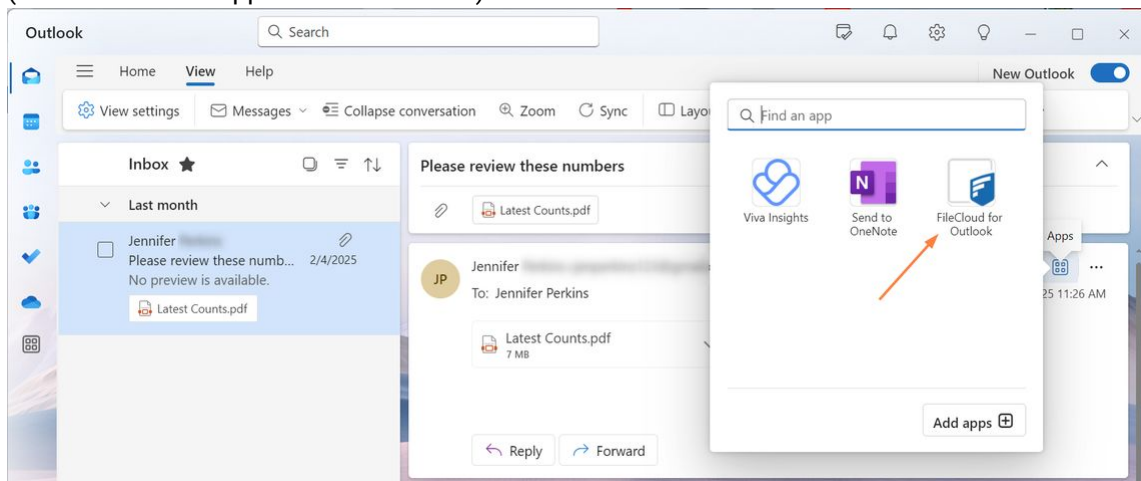 Outlook
Search
Home View Help
New Outlook
View settings Messages Collapse conversation Zoom Sync Layou
Find an app
Viva Insights
Send to
OneNote
FileCloud for
Outlook
Add apps
Apps
Inbox
Last month
Jennifer
Please review these numb... 2/4/2025
No preview is available.
Latest Counts.pdf
Please review these numbers
Latest Counts.pdf
JP
Jennifer
To: Jennifer Perkins
25 11:26 AM
Latest Counts.pdf
7 MB
Reply Forward